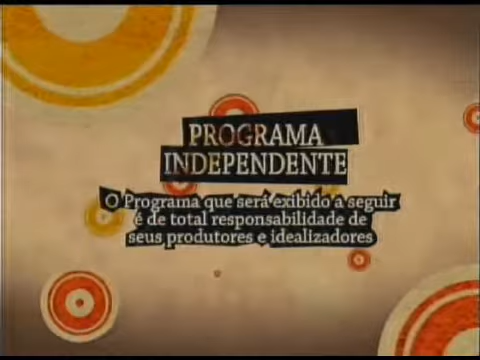 PROGRAMA
INDEPENDENTE
O Programa que será exibido a seguir
é de total responsabilidade de
seus produtores e idealizadores